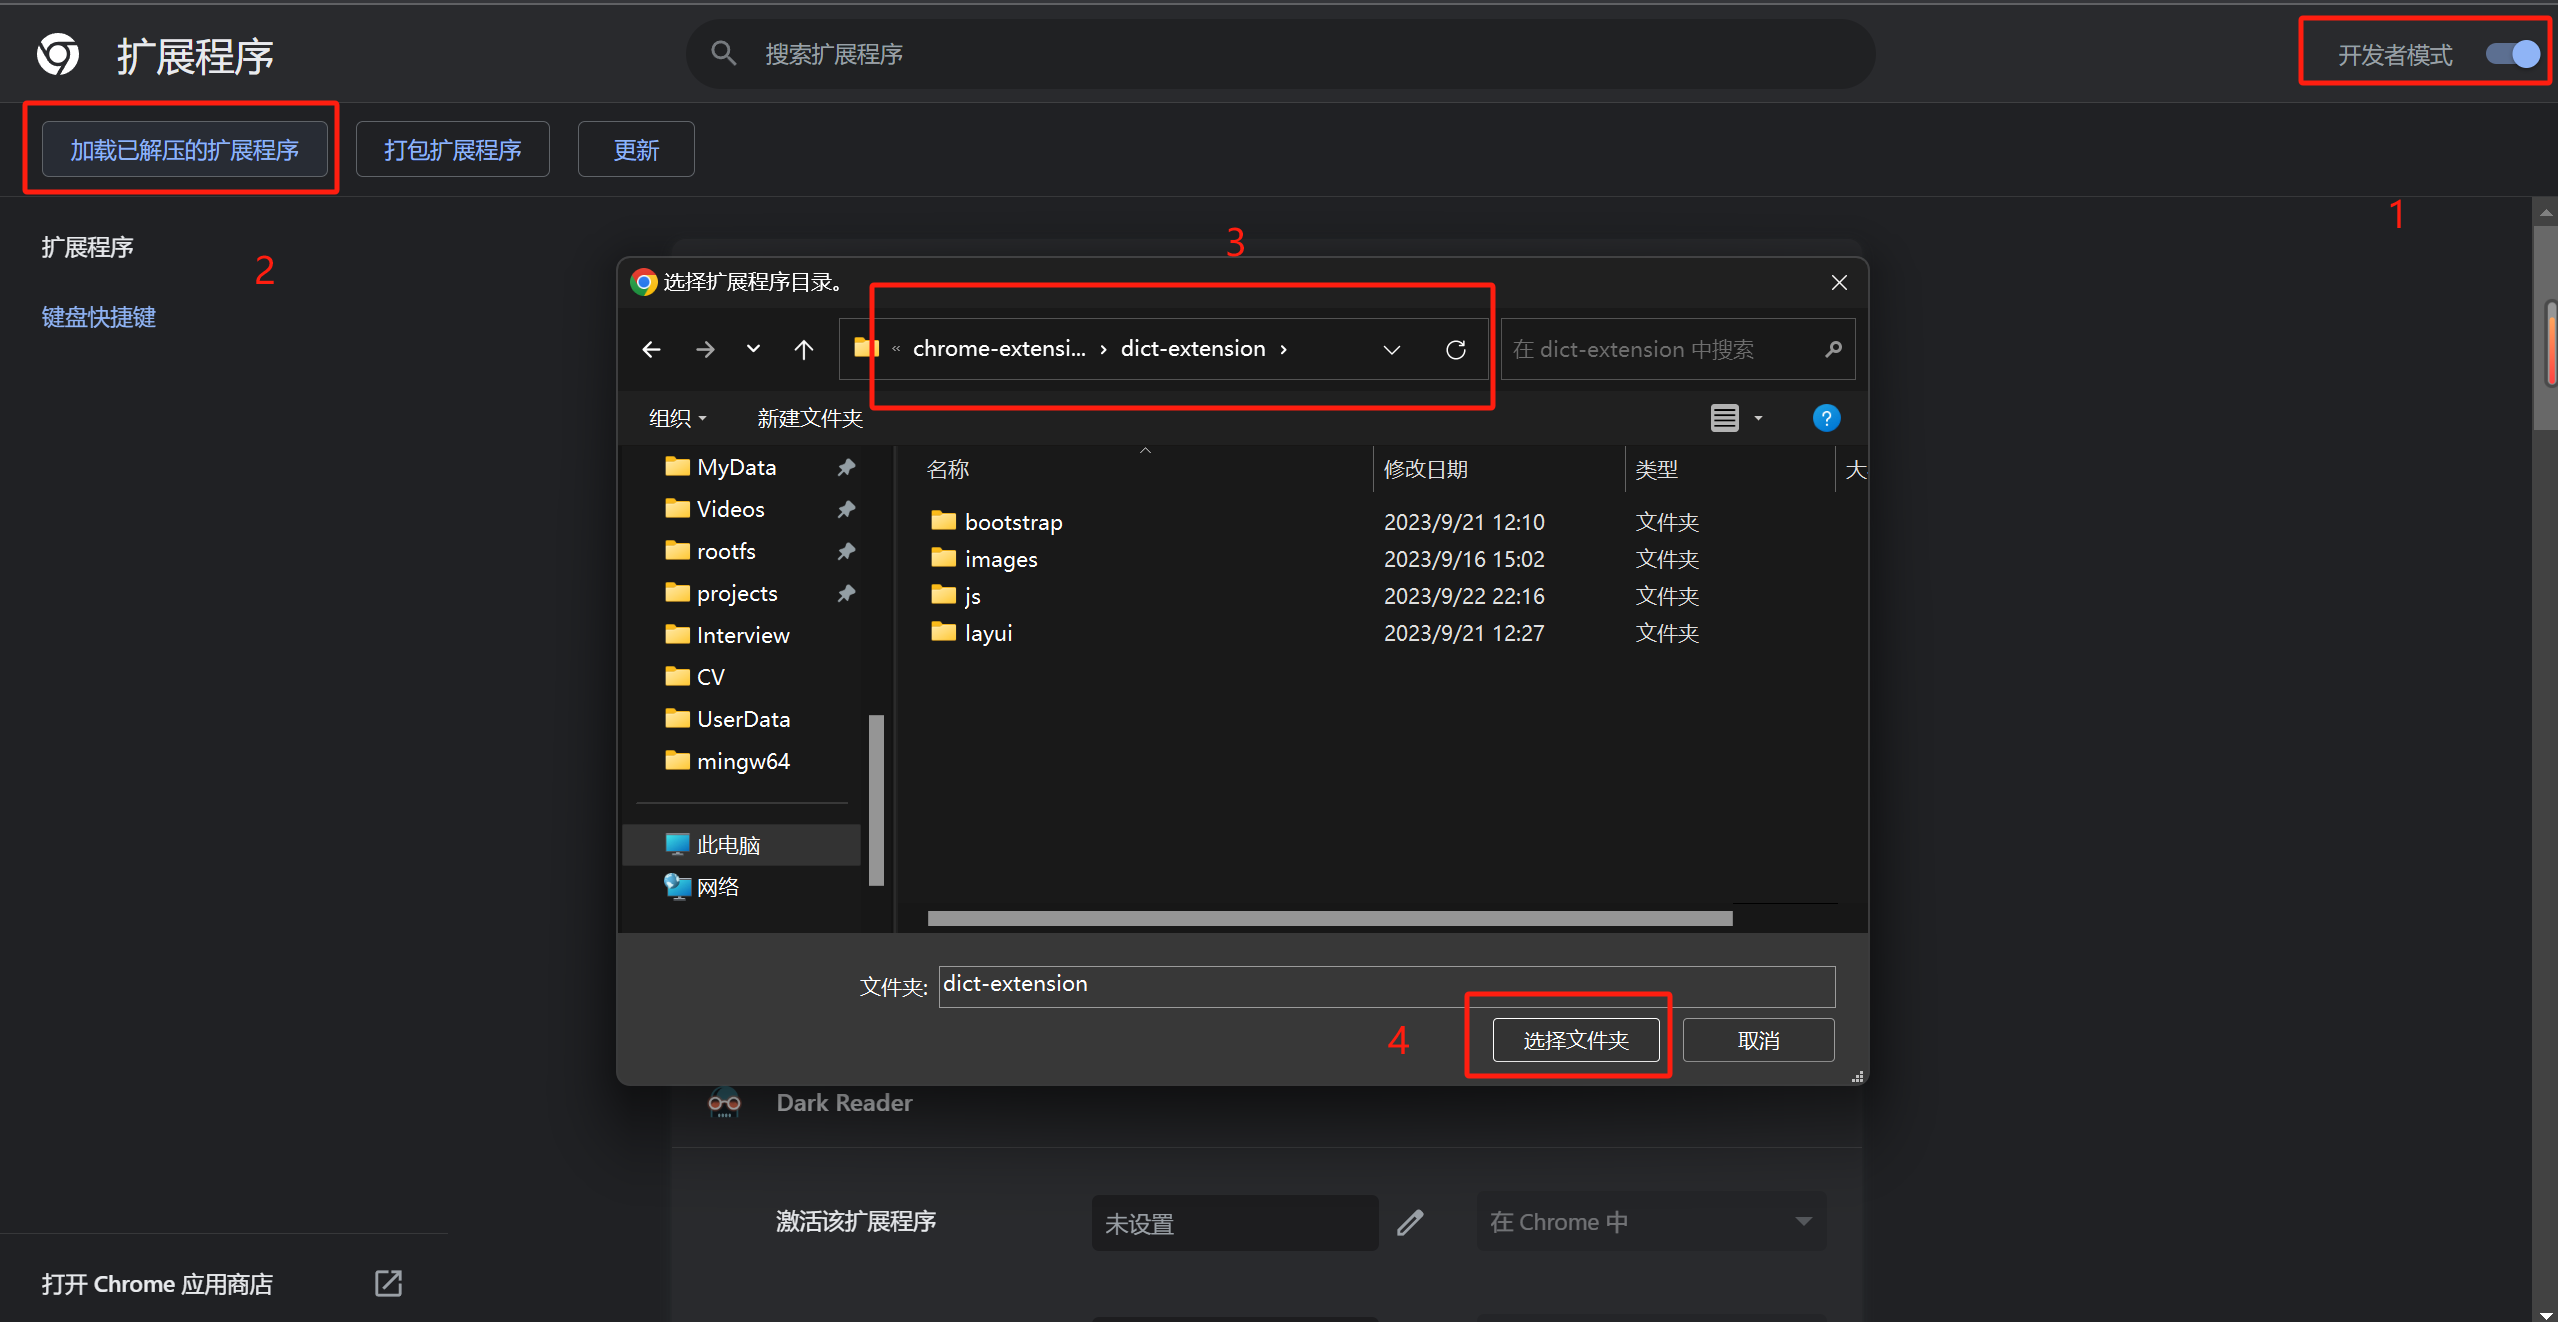 扩展程序
搜索扩展程序
开发者模式
加载已解压的扩展程序
打包扩展程序
更新
1
扩展程序
2
键盘快捷键
3
选择扩展程序目录。
« chrome-extensi... › dict-extension ›
在 dict-extension 中搜索
组织
新建文件夹
?
名称
修改日期
类型
大
MyData
Videos
rootfs
projects
Interview
CV
UserData
mingw64
此电脑
网络
bootstrap 2023/9/21 12:10 文件夹
images 2023/9/16 15:02 文件夹
js 2023/9/22 22:16 文件夹
layui 2023/9/21 12:27 文件夹
文件夹: dict-extension
4
选择文件夹
取消
Dark Reader
激活该扩展程序
未设置
在 Chrome 中
打开 Chrome 应用商店